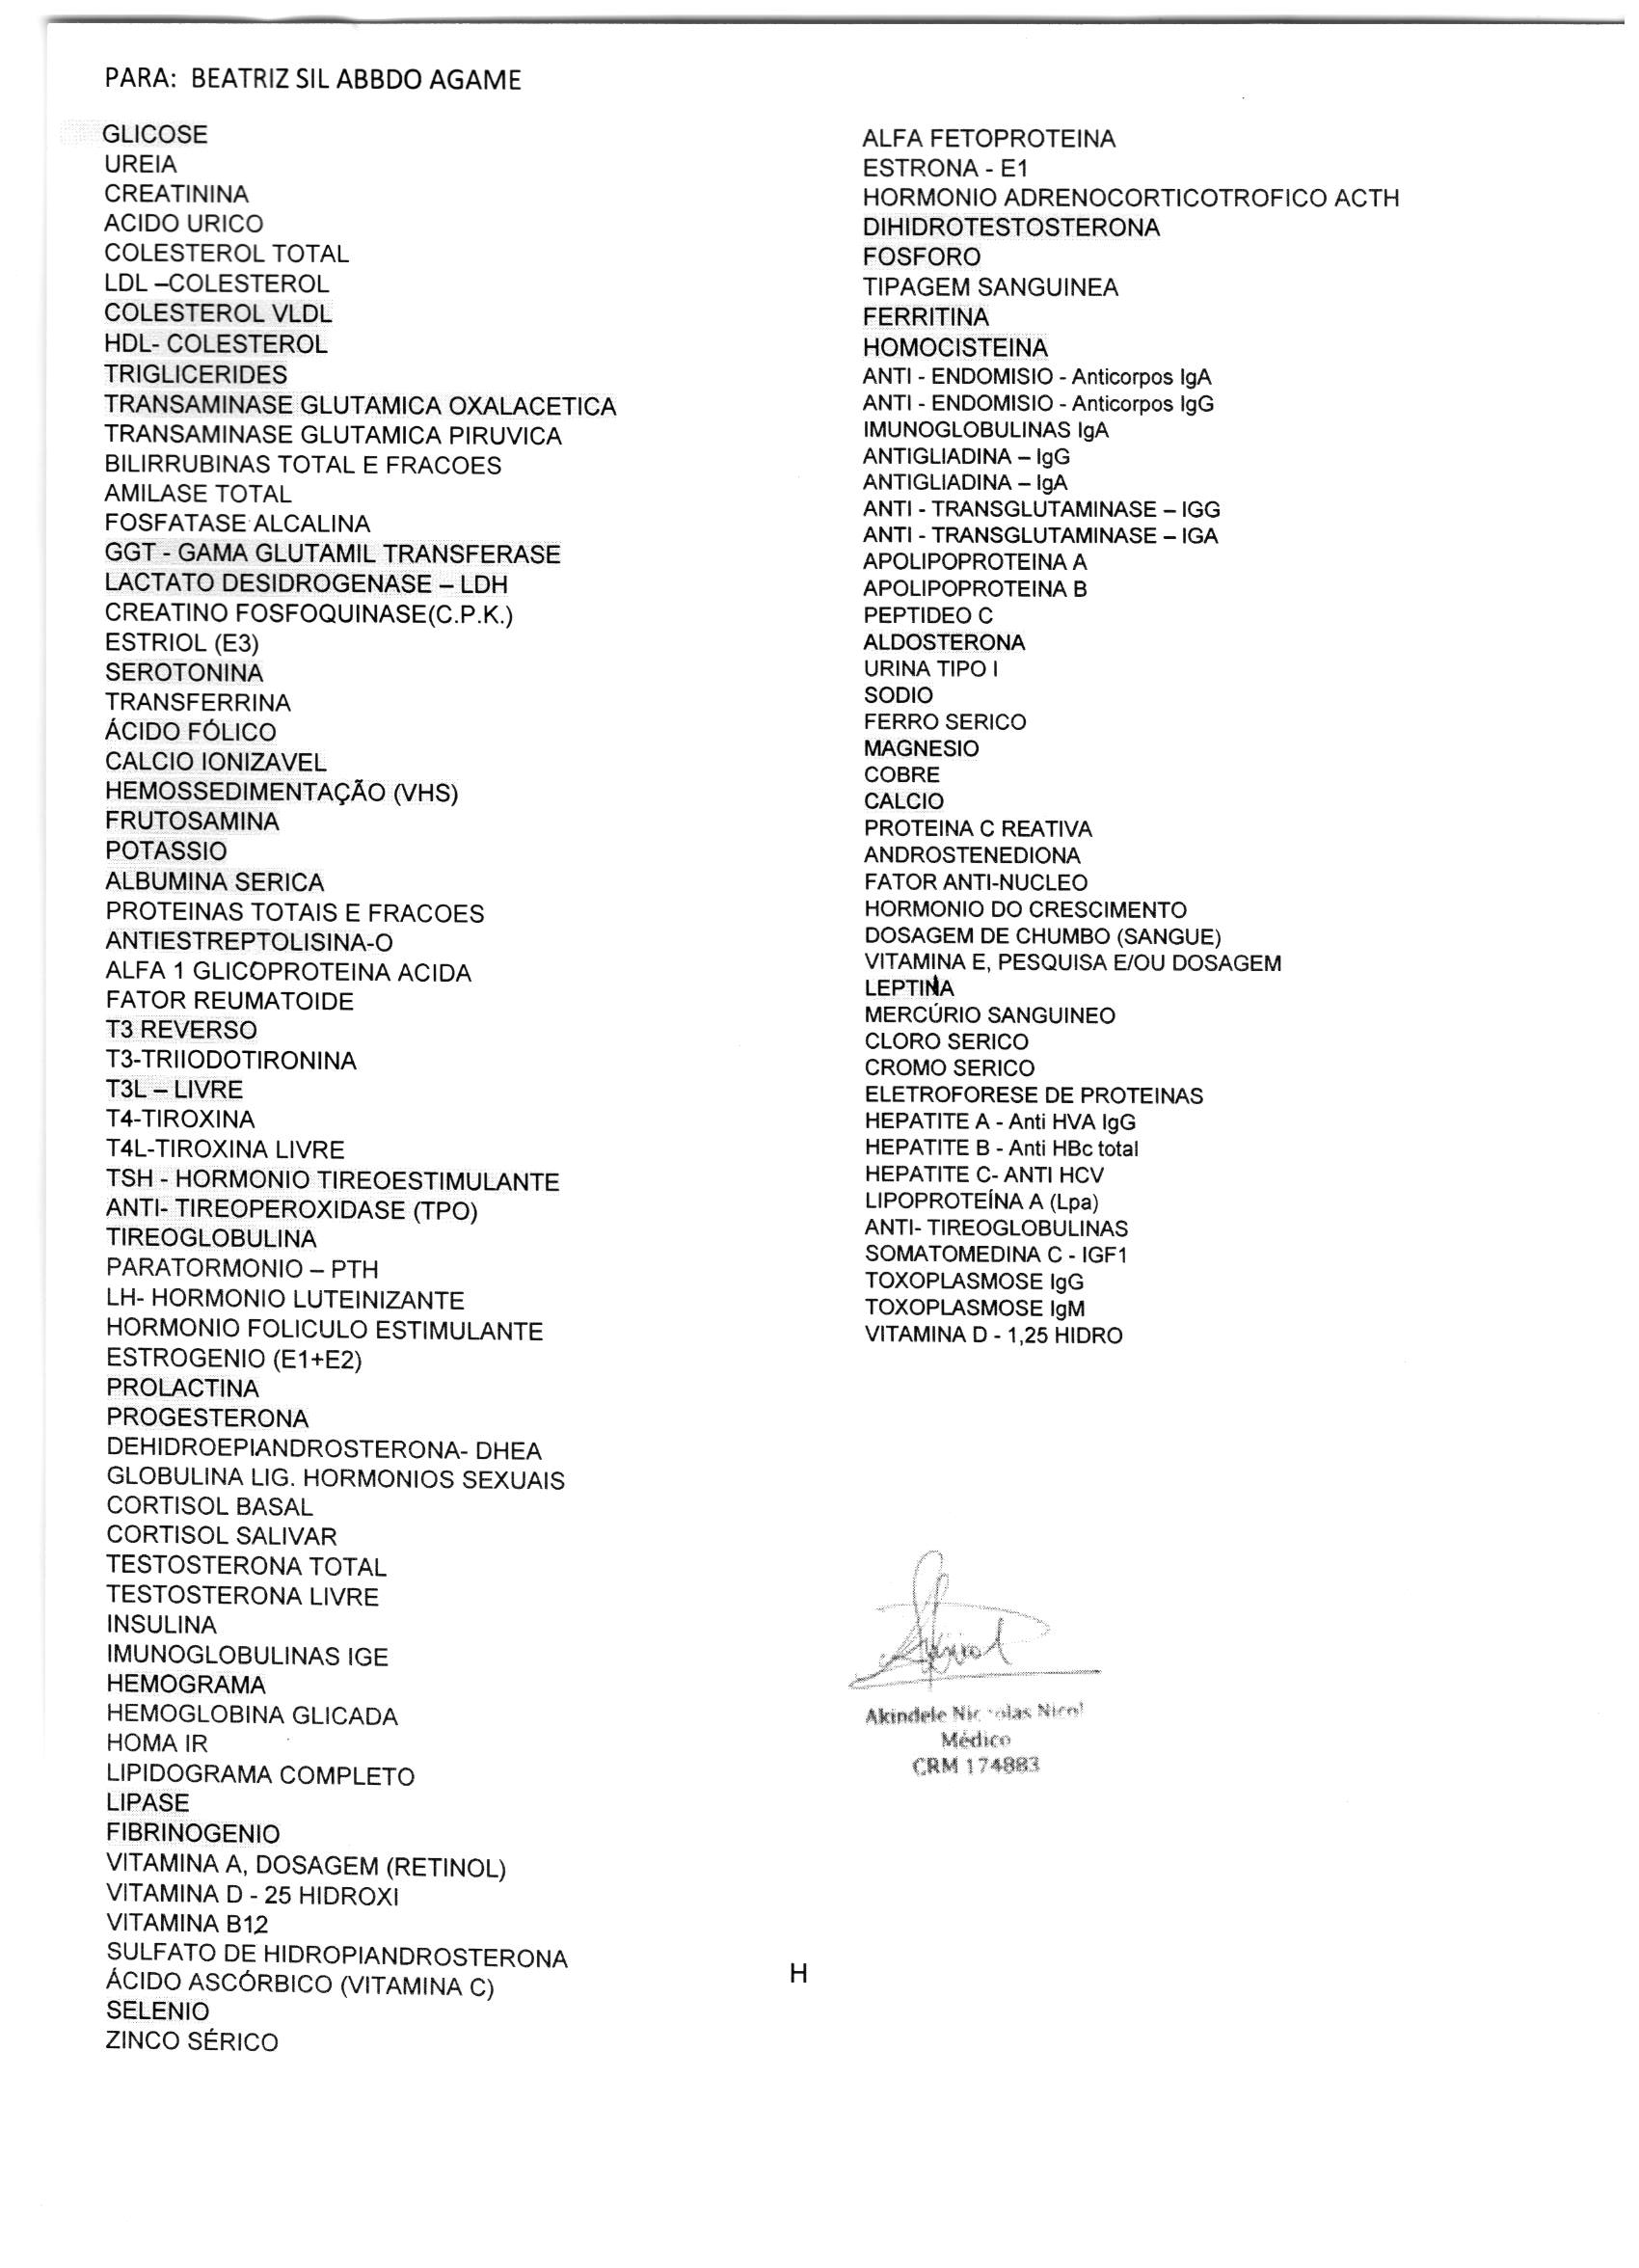 PARA: BEATRIZ SIL ABBDO AGAME
GLICOSE
UREIA
CREATININA
ACIDO URICO
COLESTEROL TOTAL
LDL –COLESTEROL
COLESTEROL VLDL
HDL- COLESTEROL
TRIGLICERIDES
TRANSAMINASE GLUTAMICA OXALACETICA
TRANSAMINASE GLUTAMICA PIRUVICA
BILIRRUBINAS TOTAL E FRACOES
AMILASE TOTAL
FOSFATASE ALCALINA
GGT - GAMA GLUTAMIL TRANSFERASE
LACTATO DESIDROGENASE – LDH
CREATINO FOSFOQUINASE(C.P.K.)
ESTRIOL (E3)
SEROTONINA
TRANSFERRINA
ÁCIDO FÓLICO
CALCIO IONIZAVEL
HEMOSSEDIMENTAÇÃO (VHS)
FRUTOSAMINA
POTASSIO
ALBUMINA SERICA
PROTEINAS TOTAIS E FRACOES
ANTIESTREPTOLISINA-O
ALFA 1 GLICOPROTEINA ACIDA
FATOR REUMATOIDE
T3 REVERSO
T3-TRIIODOTIRONINA
T3L – LIVRE
T4-TIROXINA
T4L-TIROXINA LIVRE
TSH - HORMONIO TIREOESTIMULANTE
ANTI- TIREOPEROXIDASE (TPO)
TIREOGLOBULINA
PARATORMONIO – PTH
LH- HORMONIO LUTEINIZANTE
HORMONIO FOLICULO ESTIMULANTE
ESTROGENIO (E1+E2)
PROLACTINA
PROGESTERONA
DEHIDROEPIANDROSTERONA- DHEA
GLOBULINA LIG. HORMONIOS SEXUAIS
CORTISOL BASAL
CORTISOL SALIVAR
TESTOSTERONA TOTAL
TESTOSTERONA LIVRE
INSULINA
IMUNOGLOBULINAS IGE
HEMOGRAMA
HEMOGLOBINA GLICADA
HOMA IR
LIPIDOGRAMA COMPLETO
LIPASE
FIBRINOGENIO
VITAMINA A, DOSAGEM (RETINOL)
VITAMINA D - 25 HIDROXI
VITAMINA B12
SULFATO DE HIDROPIANDROSTERONA
ÁCIDO ASCÓRBICO (VITAMINA C)
SELENIO
ZINCO SÉRICO
ALFA FETOPROTEINA
ESTRONA - E1
HORMONIO ADRENOCORTICOTROFICO ACTH
DIHIDROTESTOSTERONA
FOSFORO
TIPAGEM SANGUINEA
FERRITINA
HOMOCISTEINA
ANTI - ENDOMISIO - Anticorpos IgA
ANTI - ENDOMISIO - Anticorpos IgG
IMUNOGLOBULINAS IgA
ANTIGLIADINA – IgG
ANTIGLIADINA – IgA
ANTI - TRANSGLUTAMINASE – IGG
ANTI - TRANSGLUTAMINASE – IGA
APOLIPOPROTEINA A
APOLIPOPROTEINA B
PEPTIDEO C
ALDOSTERONA
URINA TIPO I
SODIO
FERRO SERICO
MAGNESIO
COBRE
CALCIO
PROTEINA C REATIVA
ANDROSTENEDIONA
FATOR ANTI-NUCLEO
HORMONIO DO CRESCIMENTO
DOSAGEM DE CHUMBO (SANGUE)
VITAMINA E, PESQUISA E/OU DOSAGEM
LEPTINA
MERCÚRIO SANGUINEO
CLORO SERICO
CROMO SERICO
ELETROFORESE DE PROTEINAS
HEPATITE A - Anti HVA IgG
HEPATITE B - Anti HBc total
HEPATITE C- ANTI HCV
LIPOPROTEÍNA A (Lpa)
ANTI- TIREOGLOBULINAS
SOMATOMEDINA C - IGF1
TOXOPLASMOSE IgG
TOXOPLASMOSE IgM
VITAMINA D - 1,25 HIDRO
Akindele Nicol
Médico
CRM 174883
H